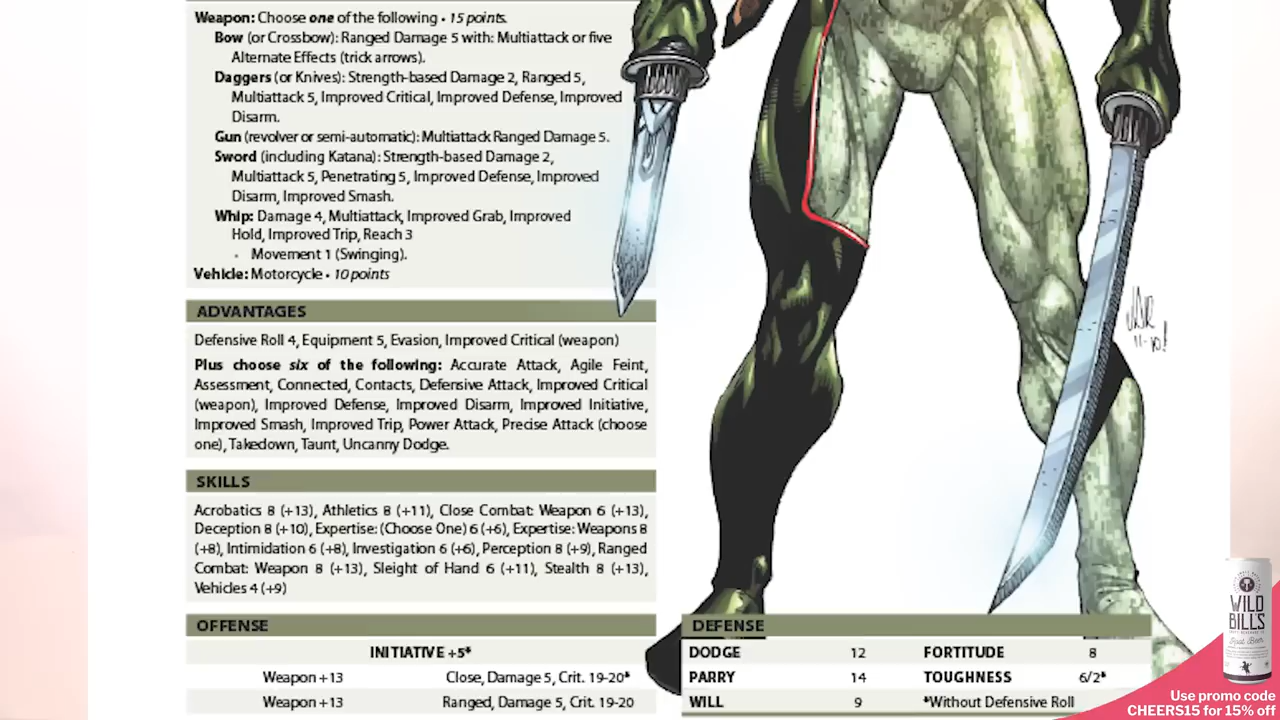 Weapon: Choose one of the following • 15 points.
Bow (or Crossbow): Ranged Damage 5 with: Multiattack or five
Alternate Effects (trick arrows).
Daggers (or Knives): Strength-based Damage 2, Ranged 5,
Multiattack 5, Improved Critical, Improved Defense, Improved
Disarm.
Gun (revolver or semi-automatic): Multiattack Ranged Damage 5.
Sword (including Katana): Strength-based Damage 2,
Multiattack 5, Penetrating 5, Improved Defense, Improved
Disarm, Improved Smash.
Whip: Damage 4, Multiattack, Improved Grab, Improved
Hold, Improved Trip, Reach 3
• Movement 1 (Swinging).
Vehicle: Motorcycle • 10 points
ADVANTAGES
Defensive Roll 4, Equipment 5, Evasion, Improved Critical (weapon)
Plus choose six of the following: Accurate Attack, Agile Feint,
Assessment, Connected, Contacts, Defensive Attack, Improved Critical
(weapon), Improved Defense, Improved Disarm, Improved Initiative,
Improved Smash, Improved Trip, Power Attack, Precise Attack (choose
one), Takedown, Taunt, Uncanny Dodge.
SKILLS
Acrobatics 8 (+13), Athletics 8 (+11), Close Combat: Weapon 6 (+13),
Deception 8 (+10), Expertise: (Choose One) 6 (+6), Expertise: Weapons 8
(+8), Intimidation 6 (+8), Investigation 6 (+6), Perception 8 (+9), Ranged
Combat: Weapon 8 (+13), Sleight of Hand 6 (+11), Stealth 8 (+13),
Vehicles 4 (+9)
OFFENSE
INITIATIVE +5*
Weapon +13 Close, Damage 5, Crit. 19-20*
Weapon +13 Ranged, Damage 5, Crit. 19-20
DEFENSE
DODGE 12 FORTITUDE 8
PARRY 14 TOUGHNESS 6/2*
WILL 9 *Without Defensive Roll
11-10!
WILD
BILLS
Root Beer
Use promo code
CHEERS15 for 15% off